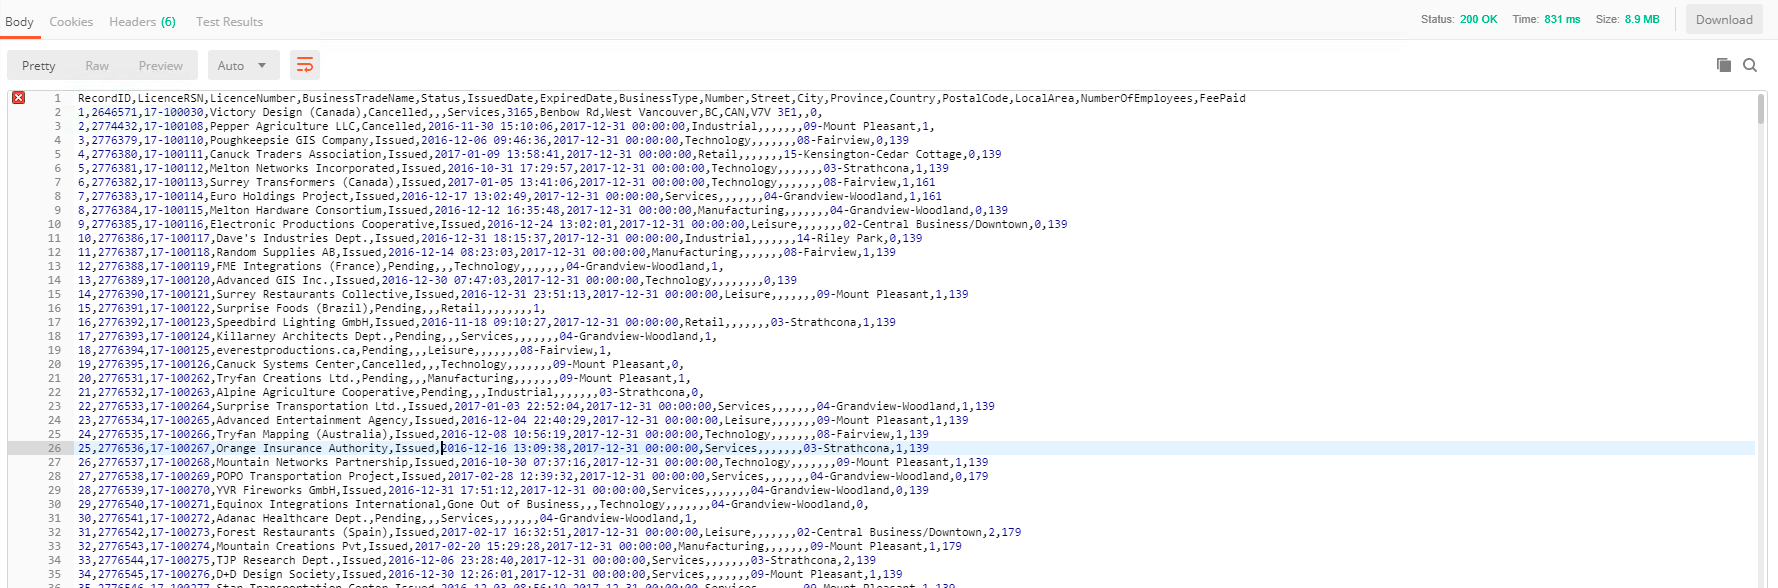 Body Cookies Headers (6) Test Results Status: 200 OK Time: 831 ms Size: 8.9 MB Download
Pretty Raw Preview Auto
1 RecordID,LicenceRSN,LicenceNumber,BusinessTradeName,Status,IssuedDate,ExpiredDate,BusinessType,Number,Street,City,Province,Country,PostalCode,LocalArea,NumberOfEmployees,FeePaid
2 1,2646571,17-100030,Victory Design (Canada),Cancelled,,,Services,3165,Benbow Rd,West Vancouver,BC,CAN,V7V 3E1,,0,
3 2,2774432,17-100108,Pepper Agriculture LLC,Cancelled,2016-11-30 15:10:06,2017-12-31 00:00:00,Industrial,,,,,,,09-Mount Pleasant,1,
4 3,2776379,17-100110,Poughkeepsie GIS Company,Issued,2016-12-06 09:46:36,2017-12-31 00:00:00,Technology,,,,,,,08-Fairview,0,139
5 4,2776380,17-100111,Canuck Traders Association,Issued,2017-01-09 13:58:41,2017-12-31 00:00:00,Retail,,,,,,,15-Kensington-Cedar Cottage,0,139
6 5,2776381,17-100112,Melton Networks Incorporated,Issued,2016-10-31 17:29:57,2017-12-31 00:00:00,Technology,,,,,,,03-Strathcona,1,139
7 6,2776382,17-100113,Surrey Transformers (Canada),Issued,2017-01-05 13:41:06,2017-12-31 00:00:00,Technology,,,,,,,08-Fairview,1,161
8 7,2776383,17-100114,Euro Holdings Project,Issued,2016-12-17 13:02:49,2017-12-31 00:00:00,Services,,,,,,,04-Grandview-Woodland,1,161
9 8,2776384,17-100115,Melton Hardware Consortium,Issued,2016-12-12 16:35:48,2017-12-31 00:00:00,Manufacturing,,,,,,,04-Grandview-Woodland,0,139
10 9,2776385,17-100116,Electronic Productions Cooperative,Issued,2016-12-24 13:02:01,2017-12-31 00:00:00,Leisure,,,,,,,02-Central Business/Downtown,0,139
11 10,2776386,17-100117,Dave's Industries Dept.,Issued,2016-12-31 18:15:37,2017-12-31 00:00:00,Industrial,,,,,,,14-Riley Park,0,139
12 11,2776387,17-100118,Random Supplies AB,Issued,2016-12-14 08:23:03,2017-12-31 00:00:00,Manufacturing,,,,,,,08-Fairview,1,139
13 12,2776388,17-100119,FME Integrations (France),Pending,,,Technology,,,,,,,04-Grandview-Woodland,1,
14 13,2776389,17-100120,Advanced GIS Inc.,Issued,2016-12-30 07:47:03,2017-12-31 00:00:00,Technology,,,,,,,,0,139
15 14,2776390,17-100121,Surrey Restaurants Collective,Issued,2016-12-31 23:51:13,2017-12-31 00:00:00,Leisure,,,,,,,09-Mount Pleasant,1,139
16 15,2776391,17-100122,Surprise Foods (Brazil),Pending,,,Retail,,,,,,,,1,
17 16,2776392,17-100123,Speedbird Lighting GmbH,Issued,2016-11-18 09:10:27,2017-12-31 00:00:00,Retail,,,,,,,03-Strathcona,1,139
18 17,2776393,17-100124,Killarney Architects Dept.,Pending,,,Services,,,,,,,04-Grandview-Woodland,1,
19 18,2776394,17-100125,everestproductions.ca,Pending,,,Leisure,,,,,,,08-Fairview,1,
20 19,2776395,17-100126,Canuck Systems Center,Cancelled,,,Technology,,,,,,,09-Mount Pleasant,0,
21 20,2776531,17-100262,Tryfan Creations Ltd.,Pending,,,Manufacturing,,,,,,,09-Mount Pleasant,1,
22 21,2776532,17-100263,Alpine Agriculture Cooperative,Pending,,,Industrial,,,,,,,03-Strathcona,0,
23 22,2776533,17-100264,Surprise Transportation Ltd.,Issued,2017-01-03 22:52:04,2017-12-31 00:00:00,Services,,,,,,,04-Grandview-Woodland,1,139
24 23,2776534,17-100265,Advanced Entertainment Agency,Issued,2016-12-04 22:40:29,2017-12-31 00:00:00,Leisure,,,,,,,09-Mount Pleasant,1,139
25 24,2776535,17-100266,Tryfan Mapping (Australia),Issued,2016-12-08 10:56:19,2017-12-31 00:00:00,Technology,,,,,,,08-Fairview,1,139
26 25,2776536,17-100267,Orange Insurance Authority,Issued,2016-12-16 13:09:38,2017-12-31 00:00:00,Services,,,,,,,03-Strathcona,1,139
27 26,2776537,17-100268,Mountain Networks Partnership,Issued,2016-10-30 07:37:16,2017-12-31 00:00:00,Technology,,,,,,,09-Mount Pleasant,1,139
28 27,2776538,17-100269,POPO Transportation Project,Issued,2017-02-28 12:39:32,2017-12-31 00:00:00,Services,,,,,,,04-Grandview-Woodland,0,179
29 28,2776539,17-100270,YVR Fireworks GmbH,Issued,2016-12-31 17:51:12,2017-12-31 00:00:00,Services,,,,,,,04-Grandview-Woodland,0,139
30 29,2776540,17-100271,Equinox Integrations International,Gone Out of Business,,,Technology,,,,,,,04-Grandview-Woodland,0,
31 30,2776541,17-100272,Adanac Healthcare Dept.,Pending,,,Services,,,,,,,04-Grandview-Woodland,1,
32 31,2776542,17-100273,Forest Restaurants (Spain),Issued,2017-02-17 16:32:51,2017-12-31 00:00:00,Leisure,,,,,,,02-Central Business/Downtown,2,179
33 32,2776543,17-100274,Mountain Creations Pvt,Issued,2017-02-20 15:29:28,2017-12-31 00:00:00,Manufacturing,,,,,,,09-Mount Pleasant,1,179
34 33,2776544,17-100275,TJP Research Dept.,Issued,2016-12-06 23:28:40,2017-12-31 00:00:00,Services,,,,,,,03-Strathcona,2,139
35 34,2776545,17-100276,D+D Design Society,Issued,2016-12-30 12:26:01,2017-12-31 00:00:00,Services,,,,,,,09-Mount Pleasant,1,139